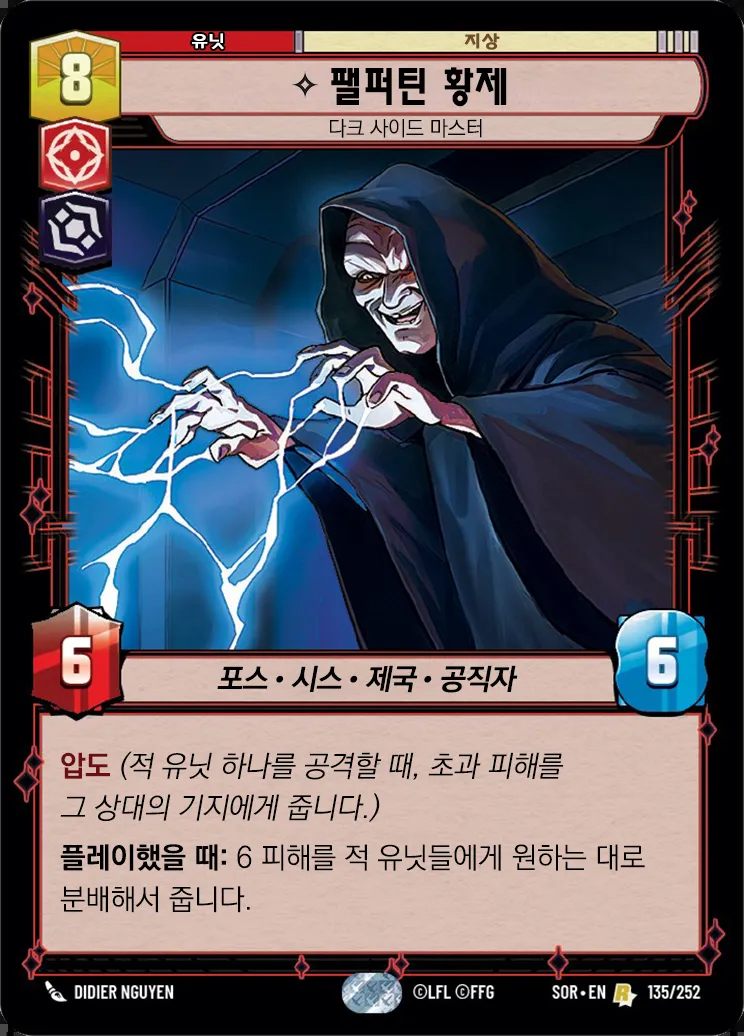 유닛
지상
8
✧ 팰퍼틴 황제
다크 사이드 마스터
6
6
포스 • 시스 • 제국 • 공직자
압도 (적 유닛 하나를 공격할 때, 초과 피해를
그 상대의 기지에게 줍니다.)
플레이했을 때: 6 피해를 적 유닛들에게 원하는 대로
분배해서 줍니다.
DIDIER NGUYEN
©LFL ©FFG
SOR • EN R 135/252